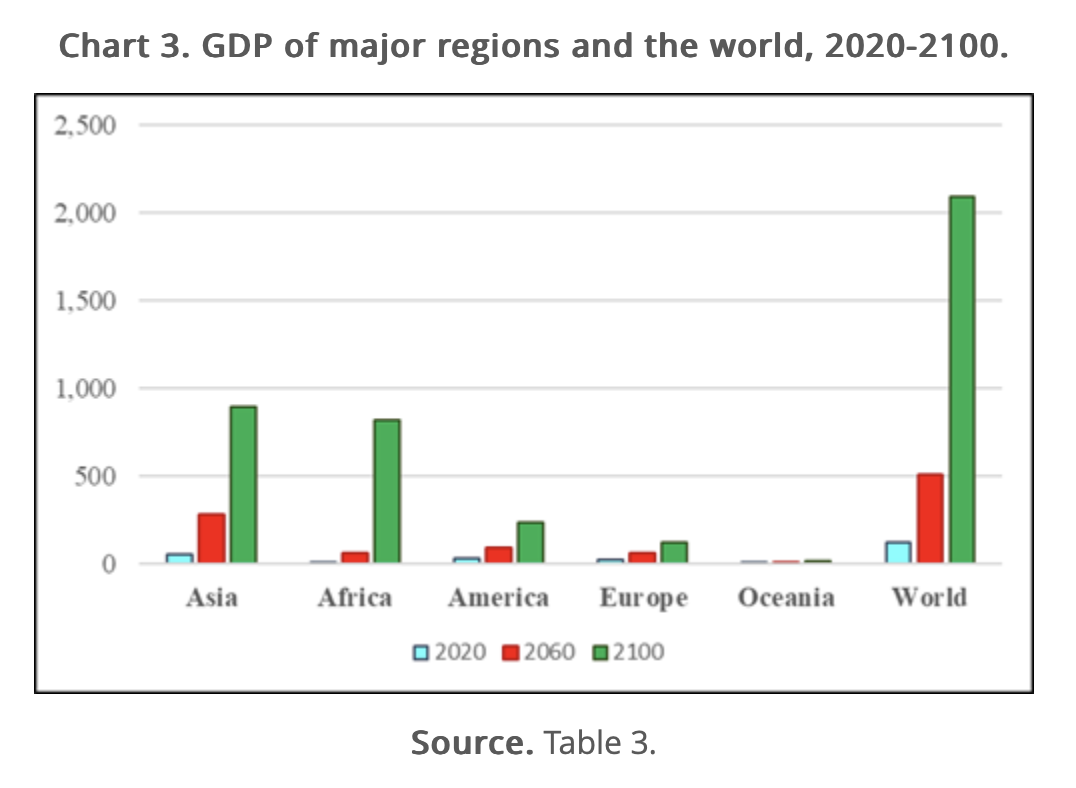 Chart 3. GDP of major regions and the world, 2020-2100.
2,500
2,000
1,500
1,000
500
0
Asia Africa America Europe Oceania World
2020 2060 2100
Source. Table 3.